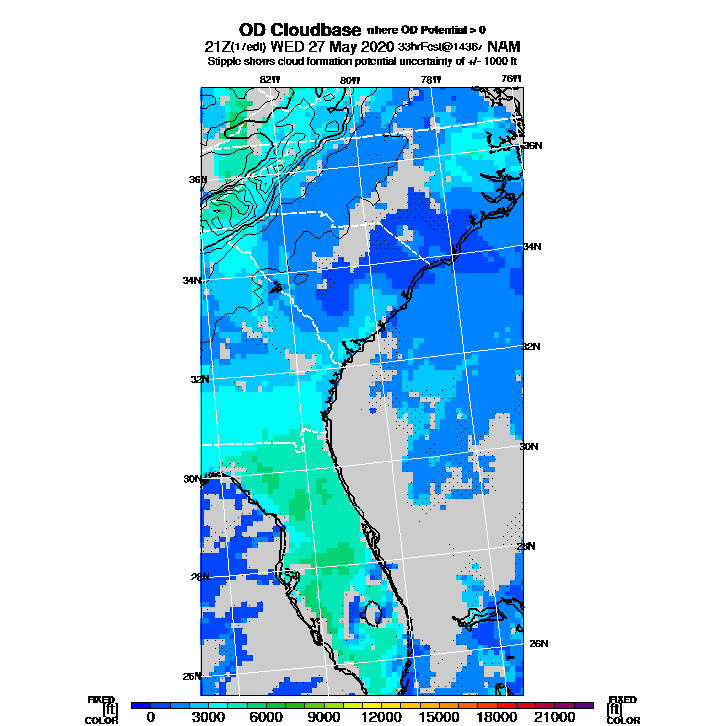 OD Cloudbase where OD Potential > 0
21Z(17edt) WED 27 May 2020 33hrFcst@1436z NAM
Stipple shows cloud formation potential uncertainty of +/- 1000 ft
82W 80W 78W 76W
36N
36N
34N
34N
32N
32N
30N
30N
28N
28N
26N
26N
FIXED FIXED
[ft] [ft]
COLOR COLOR
0 3000 6000 9000 12000 15000 18000 21000